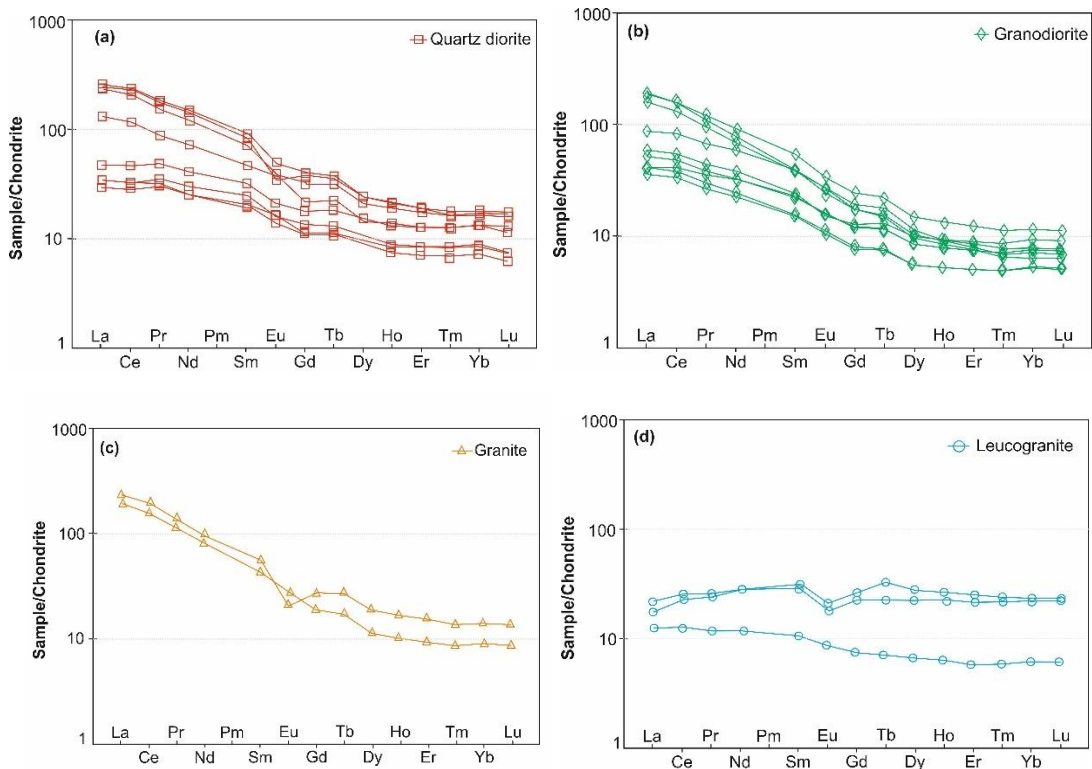 (a)
Quartz diorite
1000
100
10
1
Sample/Chondrite
La Pr Pm Eu Tb Ho Tm Lu
Ce Nd Sm Gd Dy Er Yb
(b)
Granodiorite
1000
100
10
1
Sample/Chondrite
La Pr Pm Eu Tb Ho Tm Lu
Ce Nd Sm Gd Dy Er Yb
(c)
Granite
1000
100
10
1
Sample/Chondrite
La Pr Pm Eu Tb Ho Tm Lu
Ce Nd Sm Gd Dy Er Yb
(d)
Leucogranite
1000
100
10
1
Sample/Chondrite
La Pr Pm Eu Tb Ho Tm Lu
Ce Nd Sm Gd Dy Er Yb